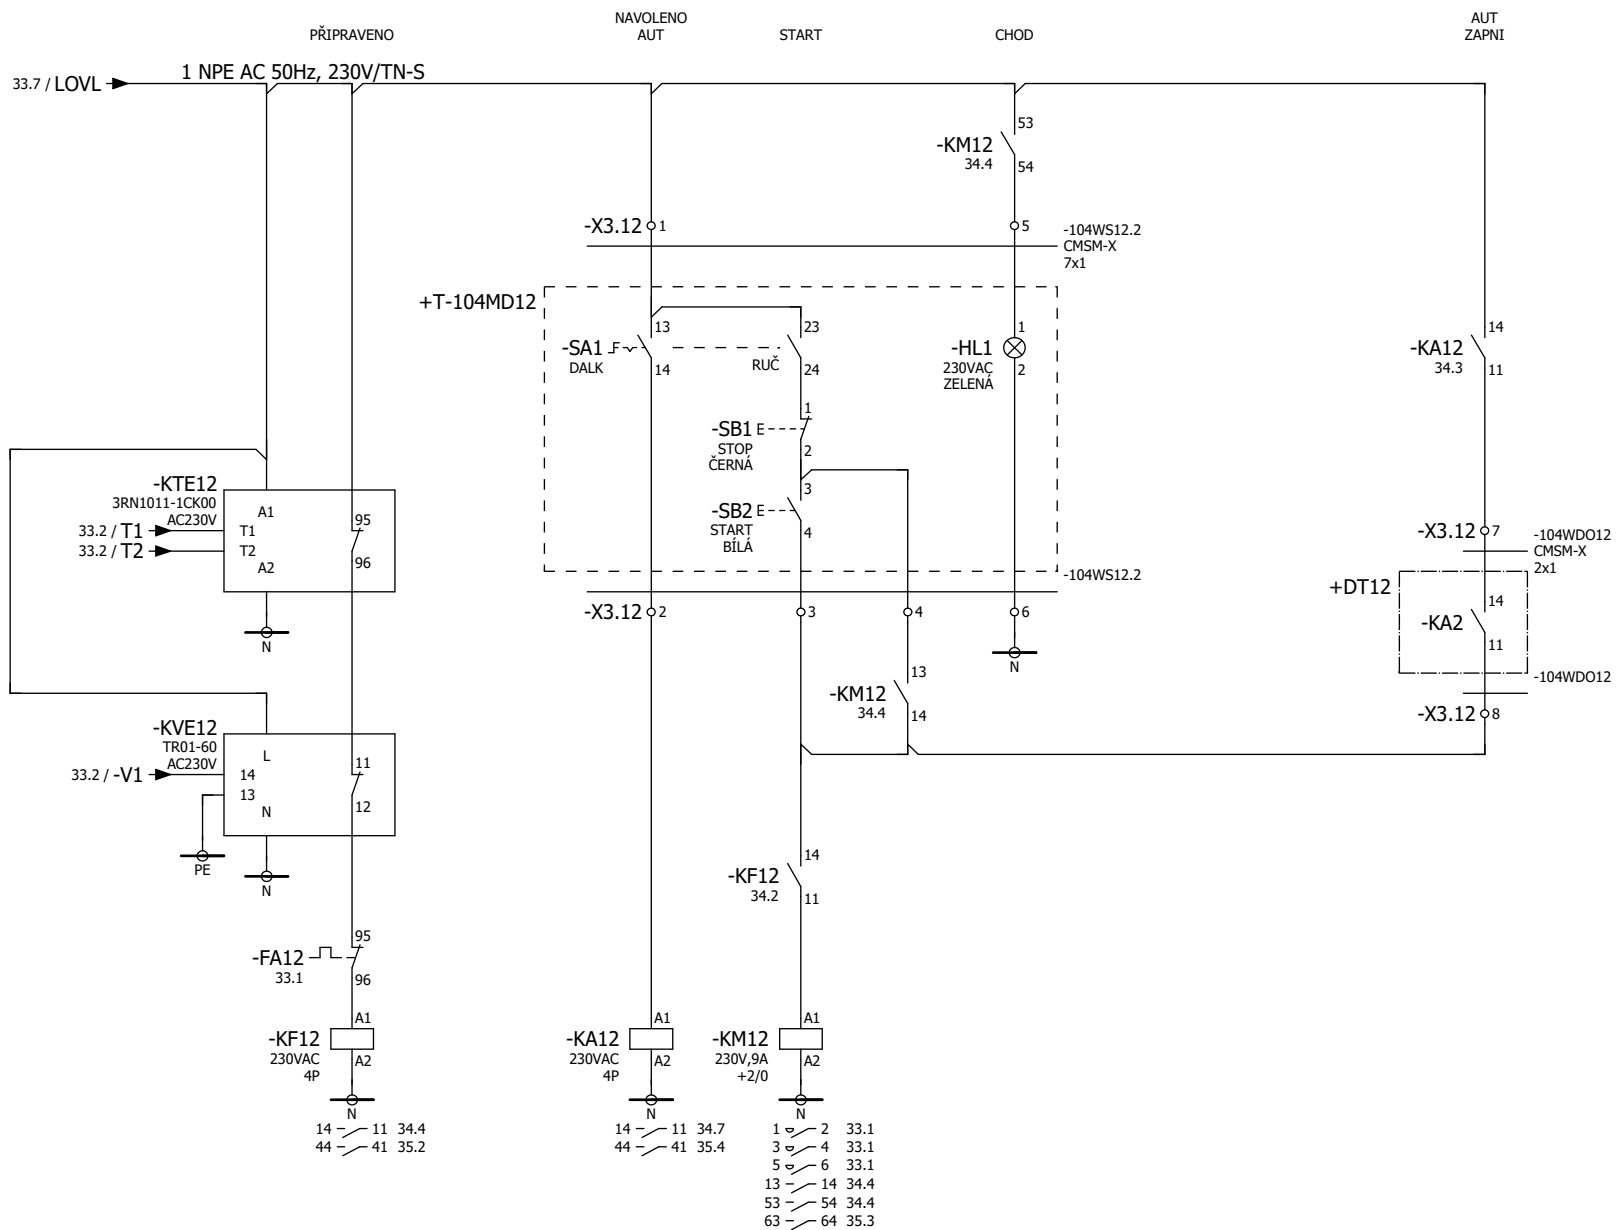 PŘIPRAVENO
NAVOLENO
AUT
START
CHOD
AUT
ZAPNI
33.7 / LOVL
1 NPE AC 50Hz, 230V/TN-S
53
-KM12
34.4
54
-X3.12
1
5
-104WS12.2
CMSM-X
7x1
+T-104MD12
13
-SA1
DALK
14
23
RUČ
24
1
-HL1
230VAC
ZELENÁ
2
14
-KA12
34.3
11
1
-SB1
STOP
ČERNÁ
2
3
-SB2
START
BÍLÁ
4
-KTE12
3RN1011-1CK00
AC230V
A1
33.2 / T1
T1
33.2 / T2
T2
A2
95
96
N
-104WS12.2
-X3.12
2
3
4
6
N
-X3.12
7
-104WDO12
CMSM-X
2x1
+DT12
14
-KA2
11
-104WDO12
-X3.12
8
13
-KM12
34.4
14
-KVE12
TR01-60
AC230V
L
33.2 / -V1
14
13
N
11
12
PE
N
14
-KF12
34.2
11
95
-FA12
33.1
96
A1
-KF12
230VAC
4P
A2
N
14 11 34.4
44 41 35.2
A1
-KA12
230VAC
4P
A2
N
14 11 34.7
44 41 35.4
A1
-KM12
230V,9A
+2/0
A2
N
1 2 33.1
3 4 33.1
5 6 33.1
13 14 34.4
53 54 34.4
63 64 35.3